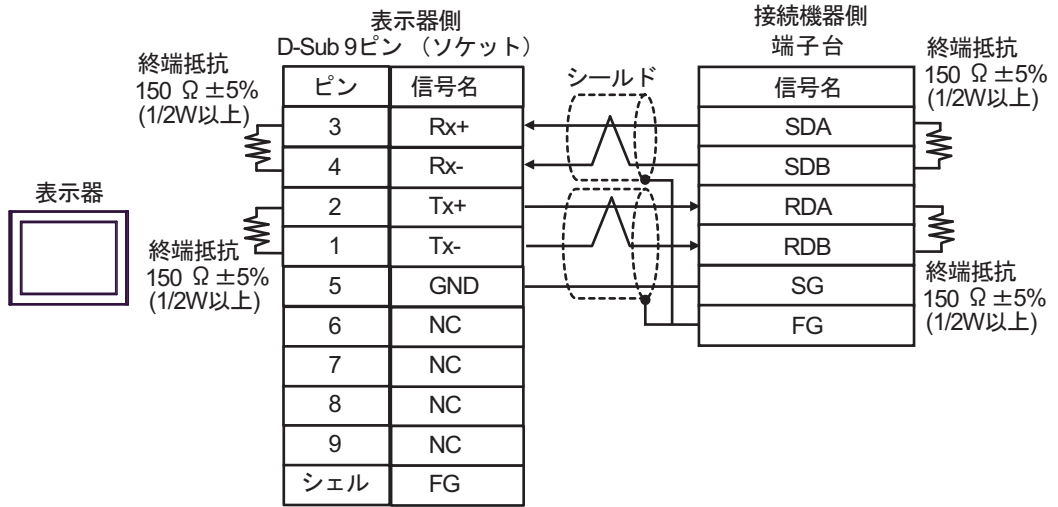 表示器側
D-Sub 9ピン （ソケット）
接続機器側
端子台
終端抵抗
150 Ω ±5%
(1/2W以上)
ピン 信号名
シールド
信号名
終端抵抗
150 Ω ±5%
(1/2W以上)
3 Rx+ SDA
4 Rx- SDB
表示器
2 Tx+ RDA
1 Tx- RDB
終端抵抗
150 Ω ±5%
(1/2W以上)
5 GND SG
終端抵抗
150 Ω ±5%
(1/2W以上)
6 NC FG
7 NC
8 NC
9 NC
シェル FG